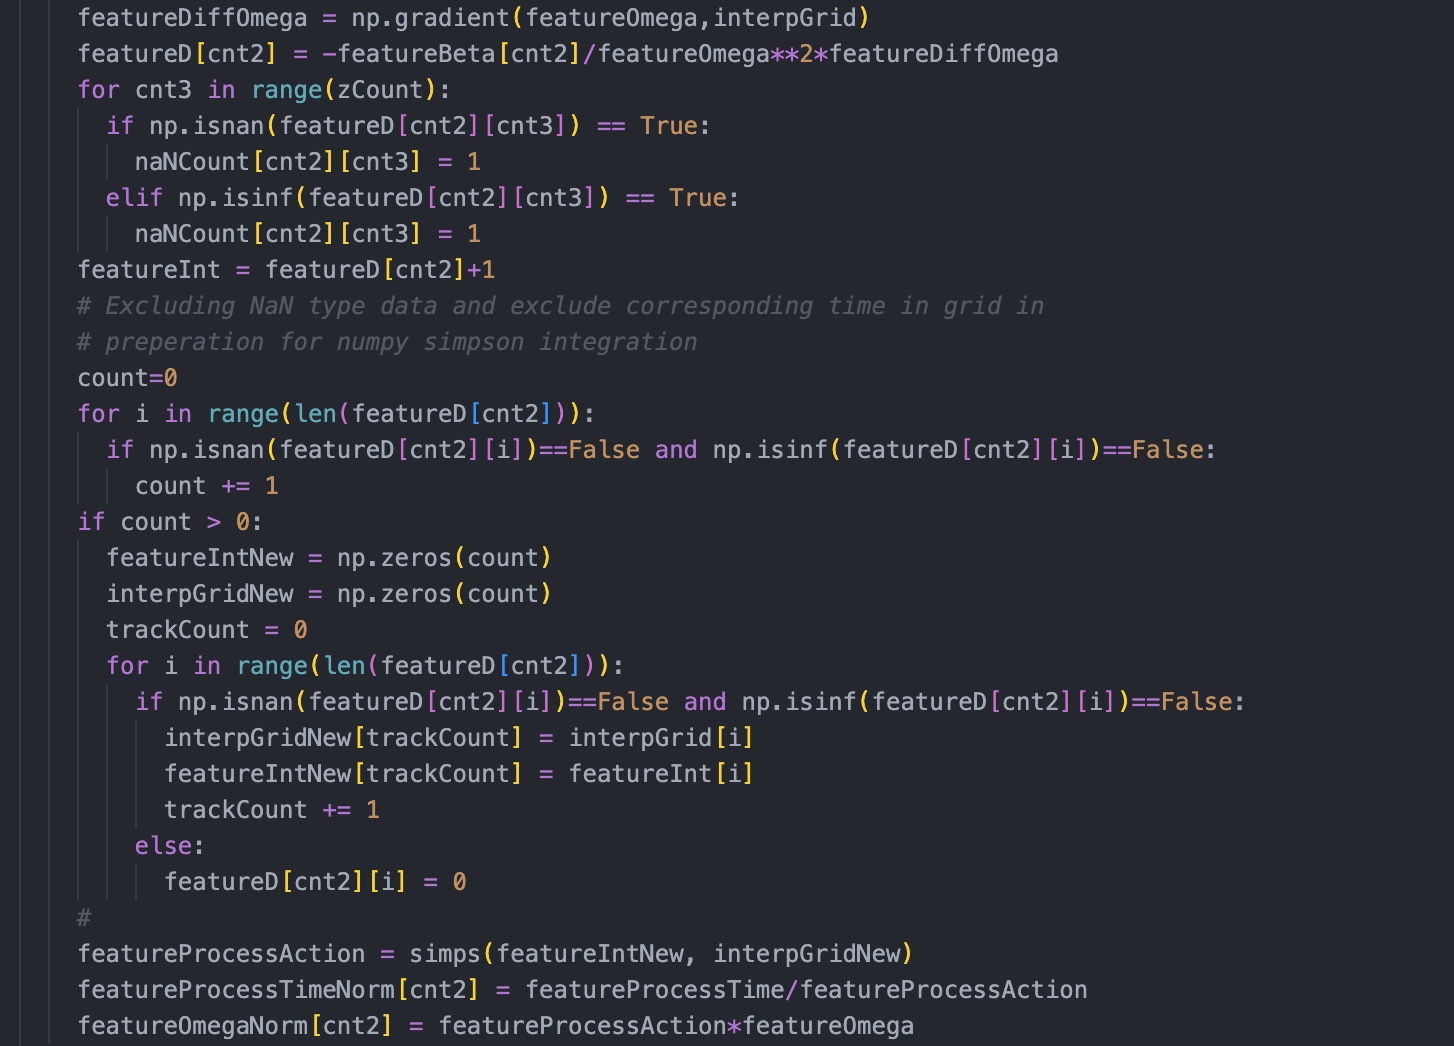 featureDiffOmega = np.gradient(featureOmega,interpGrid)
featureD[cnt2] = -featureBeta[cnt2]/featureOmega**2*featureDiffOmega
for cnt3 in range(zCount):
  if np.isnan(featureD[cnt2][cnt3]) == True:
    naNCount[cnt2][cnt3] = 1
  elif np.isinf(featureD[cnt2][cnt3]) == True:
    naNCount[cnt2][cnt3] = 1
featureInt = featureD[cnt2]+1
# Excluding NaN type data and exclude corresponding time in grid in
# preperation for numpy simpson integration
count=0
for i in range(len(featureD[cnt2])):
  if np.isnan(featureD[cnt2][i])==False and np.isinf(featureD[cnt2][i])==False:
    count += 1
if count > 0:
  featureIntNew = np.zeros(count)
  interpGridNew = np.zeros(count)
  trackCount = 0
  for i in range(len(featureD[cnt2])):
    if np.isnan(featureD[cnt2][i])==False and np.isinf(featureD[cnt2][i])==False:
      interpGridNew[trackCount] = interpGrid[i]
      featureIntNew[trackCount] = featureInt[i]
      trackCount += 1
    else:
      featureD[cnt2][i] = 0
#
featureProcessAction = simps(featureIntNew, interpGridNew)
featureProcessTimeNorm[cnt2] = featureProcessTime/featureProcessAction
featureOmegaNorm[cnt2] = featureProcessAction*featureOmega